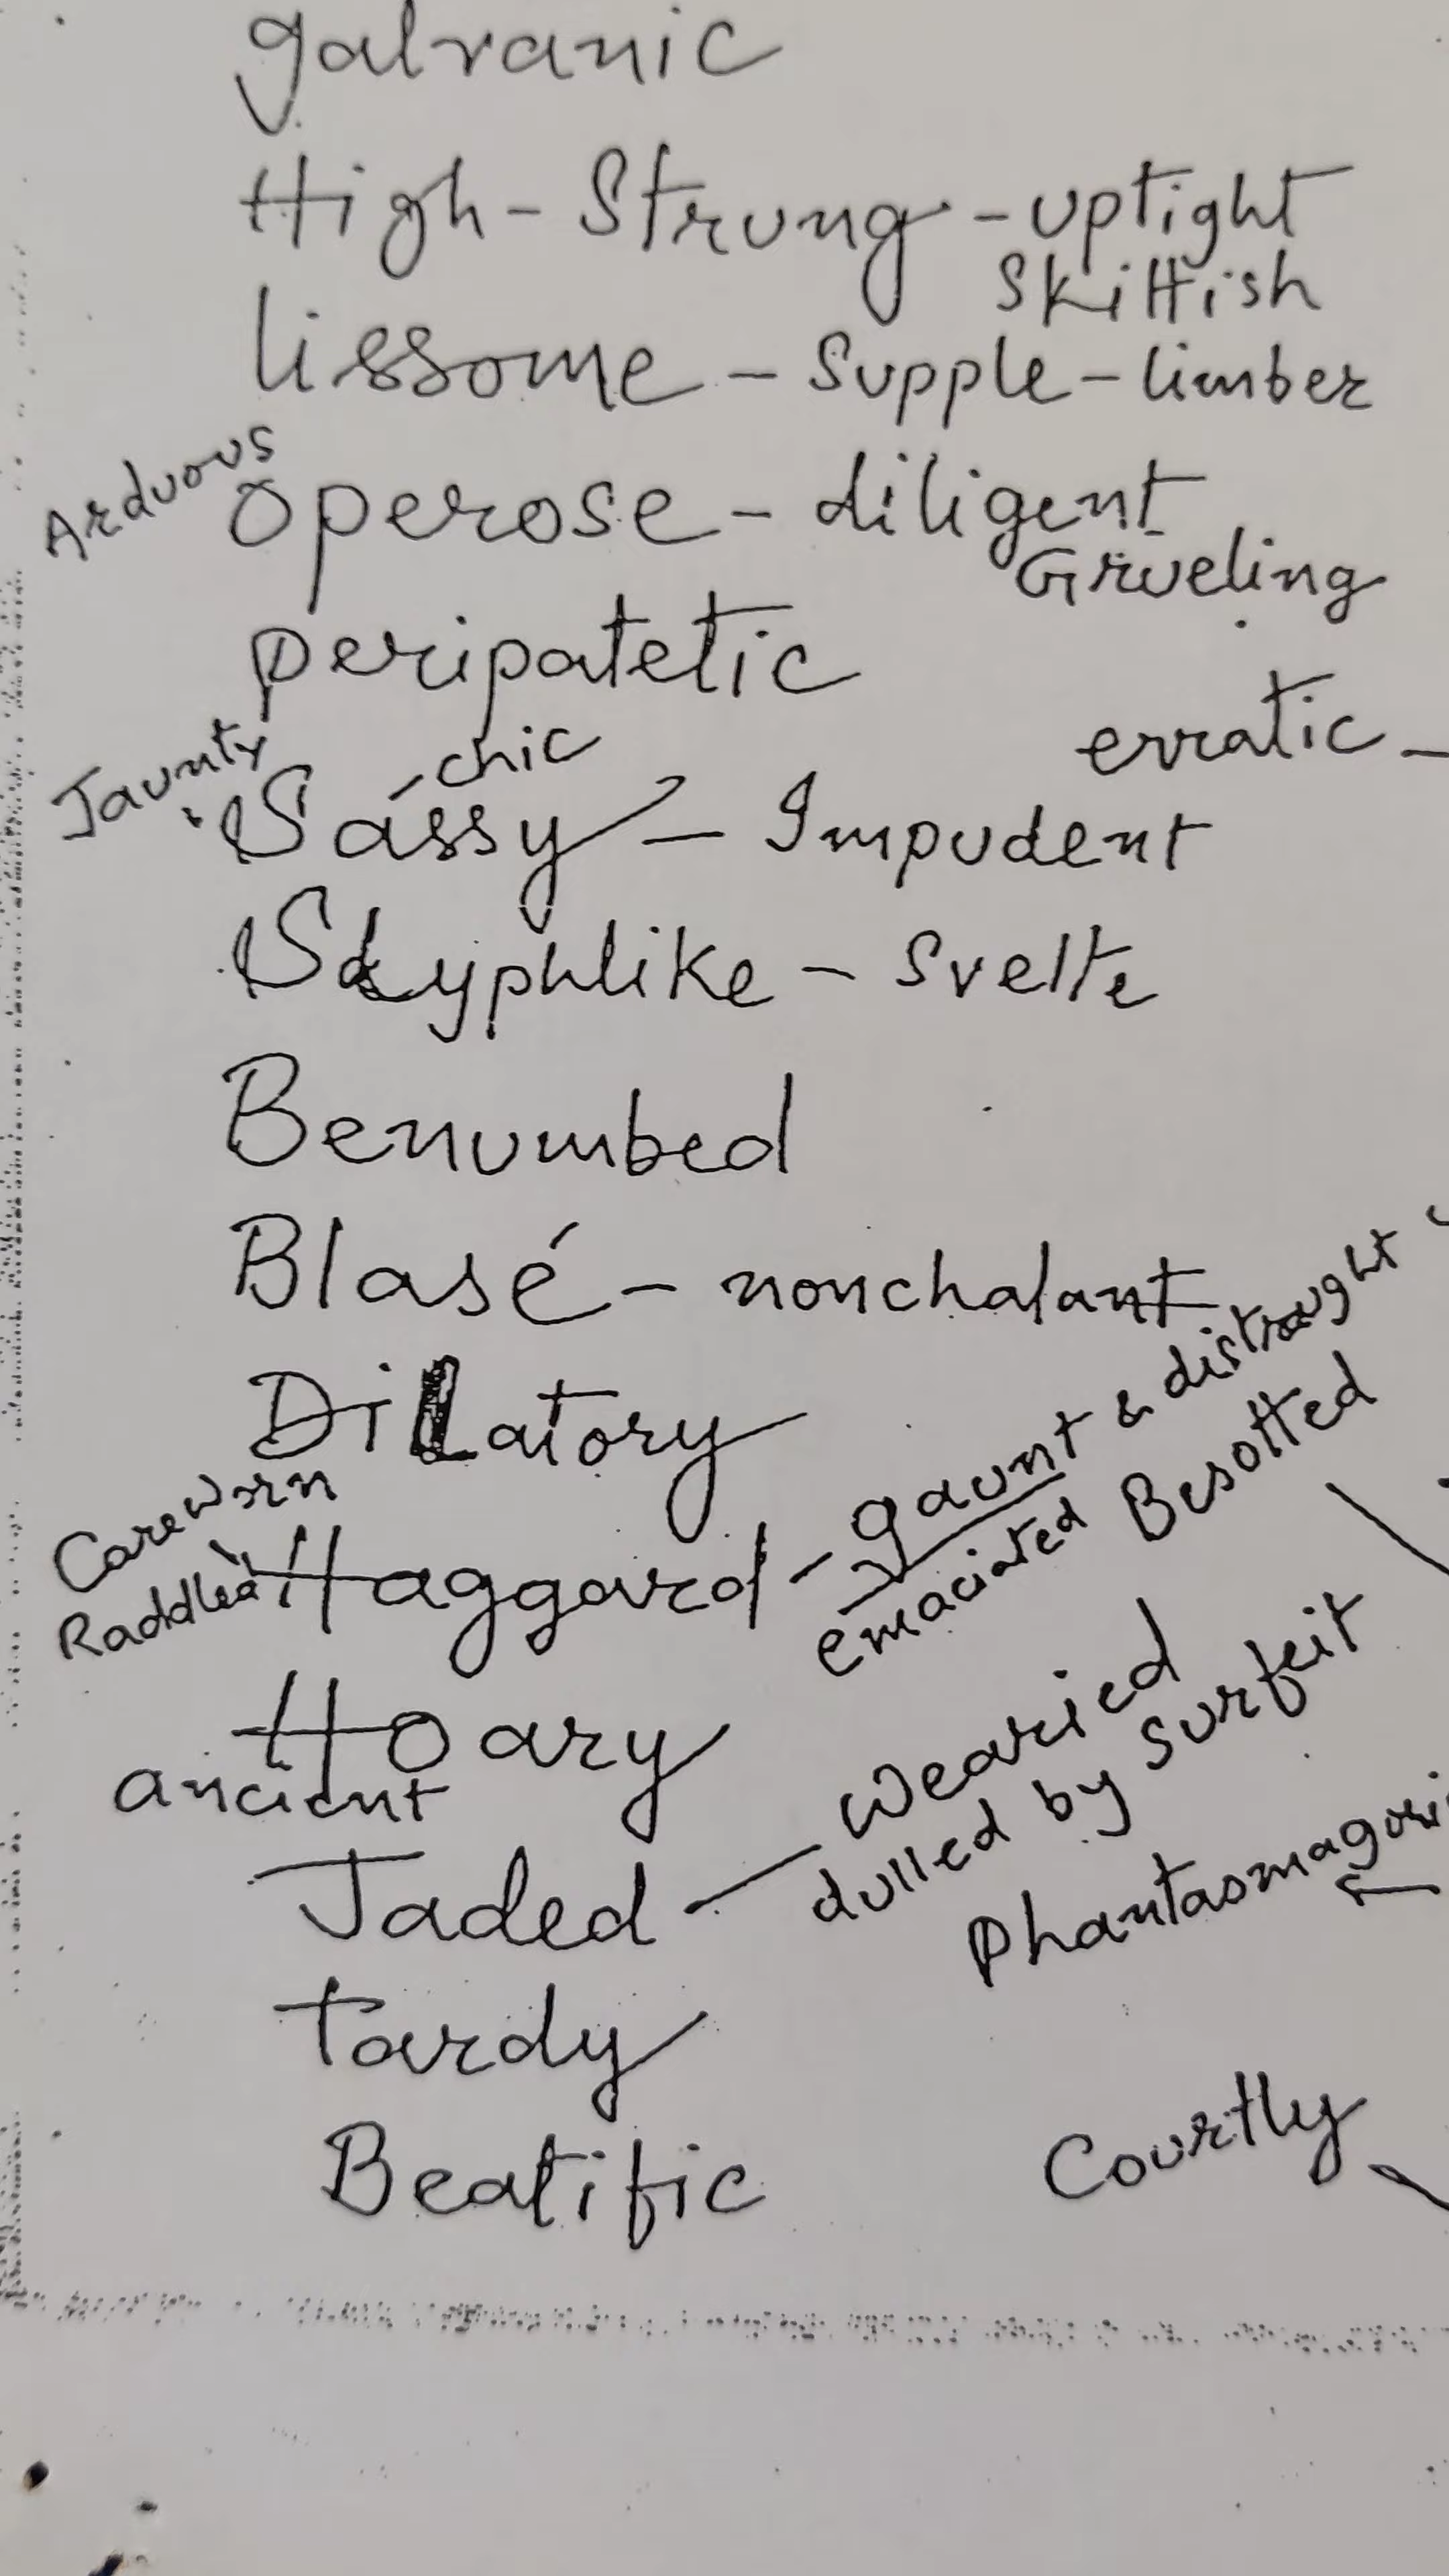 galvanic
High-Strung - uptight
Skittish
lissome - Supple - limber
Arduous
Operose - diligent
Grüeling
peripatetic
erratic -
Jaunty
- chic
Sassy - Impudent
yphlike - Svelte
Benumbed
Blasé - nonchalant
DiLatory
Careworn
Raddled
Haggard - gaunt & distraught
emaciated Besotted
Hoary
ancient
Jaded - Wearied
dulled by Surfeit
Phantasmagori
Tardy
Courtly
Beatific